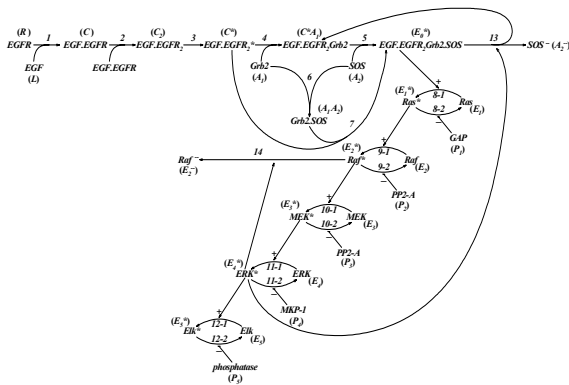 (R) (C) (C₂) (C*) (C*A₁) (E₀*)
EGFR 1 EGF.EGFR 2 EGF.EGFR₂ 3 EGF.EGFR₂* 4 EGF.EGFR₂Grb2 5 EGF.EGFR₂Grb2.SOS 13 SOS⁻ (A₂⁻)
EGF EGF.EGFR Grb2 SOS
(L) (A₁) 6 (A₂)
+
(A₁A₂) (E₁*) 8-1
Grb2.SOS 7 Ras* Ras
8-2 (E₁)
−
GAP
(P₁)
14 (E₂*) +
Raf⁻ Raf* 9-1 Raf
(E₂⁻) 9-2 (E₂)
−
PP2-A
(P₂)
+
(E₃*) 10-1
MEK* MEK
10-2 (E₃)
−
PP2-A
(P₃)
+
(E₄*) 11-1
ERK* ERK
11-2 (E₄)
−
MKP-1
(P₄)
+
(E₅*) 12-1
Elk* Elk
12-2 (E₅)
−
phosphatase
(P₅)